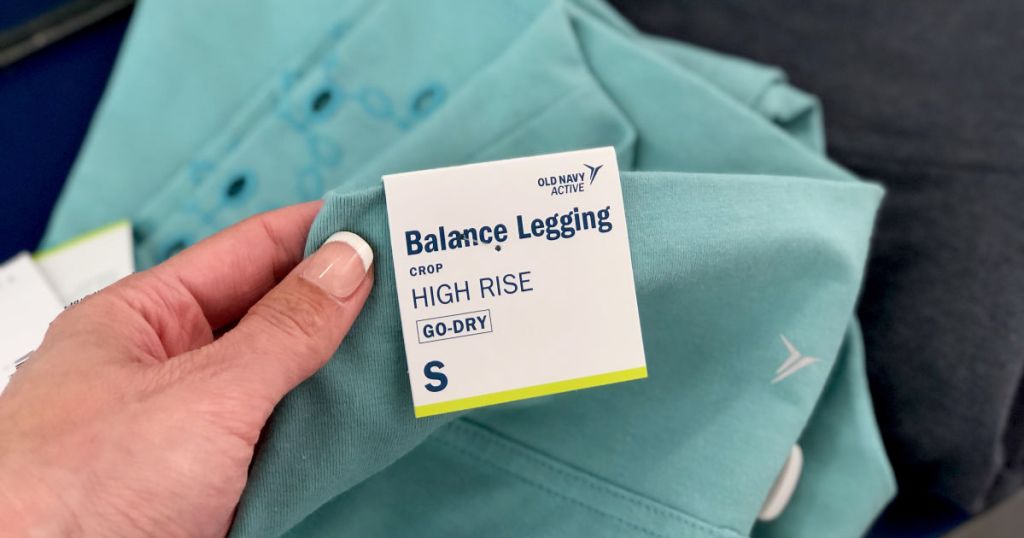 OLD NAVY
ACTIVE
Balance Legging
CROP
HIGH RISE
GO-DRY
S